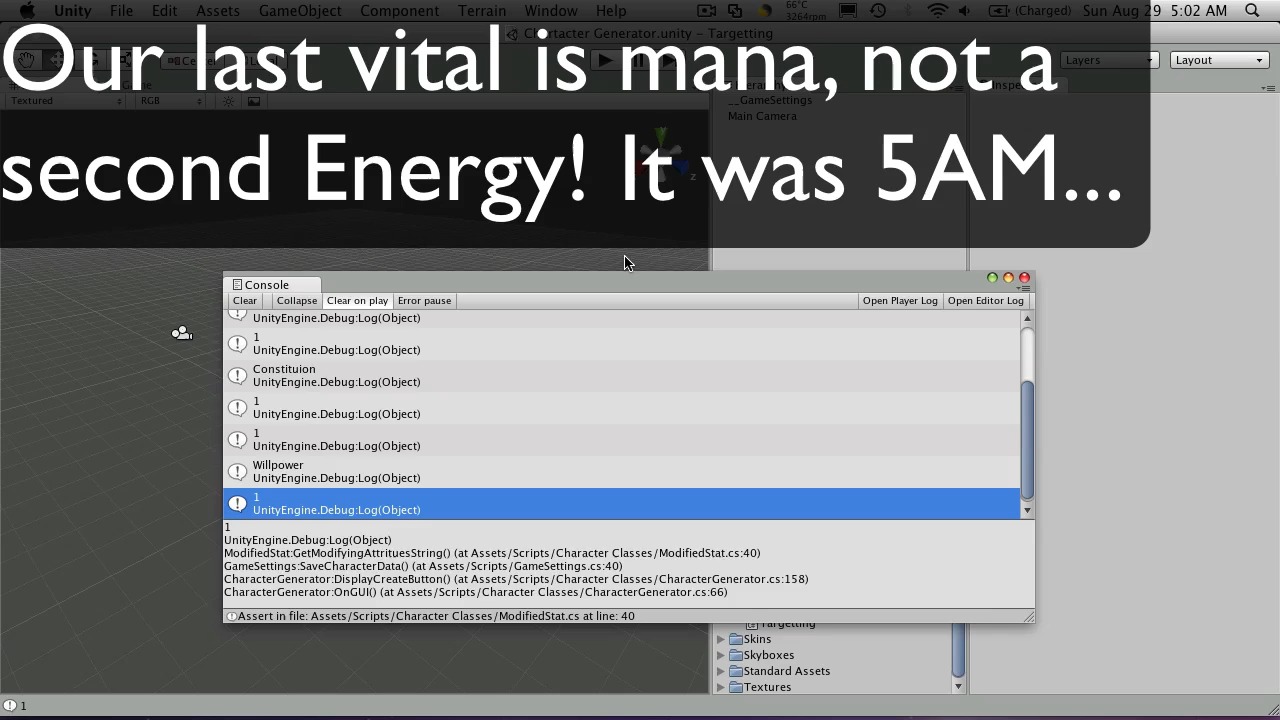 Unity File Edit Assets GameObject Component Terrain Window Help 66°C 3264rpm (Charged) Sun Aug 29 5:02 AM
Generator.unity – Targetting
Our last vital is mana, not a
second Energy! It was 5AM...
Layers Layout
Textured RGB
__GameSettings
Main Camera
Console
Clear Collapse Clear on play Error pause Open Player Log Open Editor Log
UnityEngine.Debug:Log(Object)
1
UnityEngine.Debug:Log(Object)
Constituion
UnityEngine.Debug:Log(Object)
1
UnityEngine.Debug:Log(Object)
1
UnityEngine.Debug:Log(Object)
Willpower
UnityEngine.Debug:Log(Object)
1
UnityEngine.Debug:Log(Object)
1
UnityEngine.Debug:Log(Object)
ModifiedStat:GetModifyingAttrituesString() (at Assets/Scripts/Character Classes/ModifiedStat.cs:40)
GameSettings:SaveCharacterData() (at Assets/Scripts/GameSettings.cs:40)
CharacterGenerator:DisplayCreateButton() (at Assets/Scripts/Character Classes/CharacterGenerator.cs:158)
CharacterGenerator:OnGUI() (at Assets/Scripts/Character Classes/CharacterGenerator.cs:66)
Assert in file: Assets/Scripts/Character Classes/ModifiedStat.cs at line: 40
Targetting
Skins
Skyboxes
Standard Assets
Textures
1